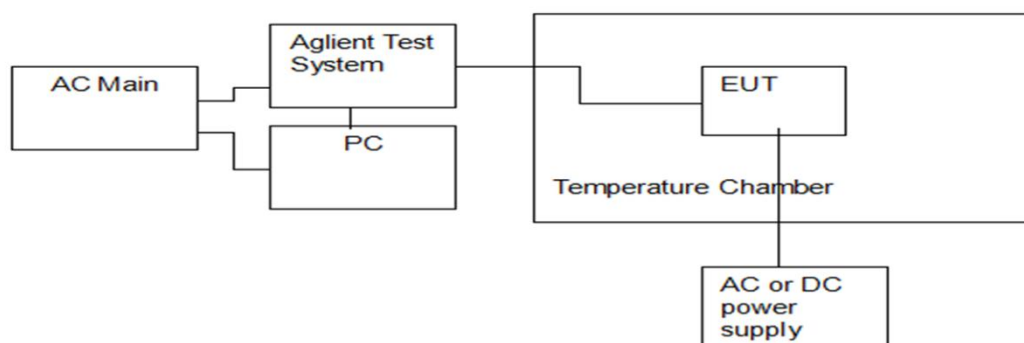 AC Main
Aglient Test
System
PC
EUT
Temperature Chamber
AC or DC
power
supply